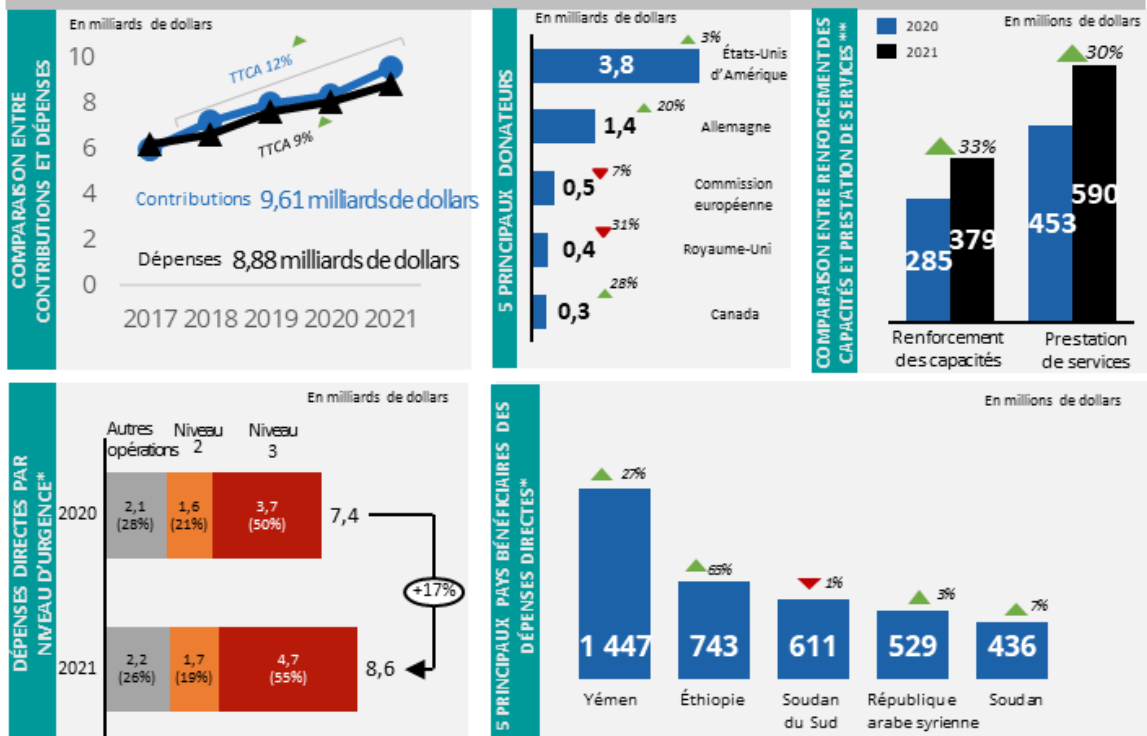 COMPARAISON ENTRE
CONTRIBUTIONS ET DÉPENSES
En milliards de dollars
10
8
6
4
2
0
TTCA 12%
TTCA 9%
Contributions 9,61 milliards de dollars
Dépenses 8,88 milliards de dollars
2017 2018 2019 2020 2021
5 PRINCIPAUX DONATEURS
En milliards de dollars
3%
3,8
États-Unis
d'Amérique
20%
1,4
Allemagne
7%
0,5
Commission
européenne
31%
0,4
Royaume-Uni
28%
0,3
Canada
COMPARAISON ENTRE RENFORCEMENT DES
CAPACITÉS ET PRESTATION DE SERVICES**
2020
2021
En millions de dollars
33%
30%
285
379
453
590
Renforcement
des capacités
Prestation
de services
DÉPENSES DIRECTES PAR
NIVEAU D'URGENCE*
En milliards de dollars
Autres
opérations
Niveau
2
Niveau
3
2020
2,1
(28%)
1,6
(21%)
3,7
(50%)
7,4
+17%
2021
2,2
(26%)
1,7
(19%)
4,7
(55%)
8,6
5 PRINCIPAUX PAYS BÉNÉFICIAIRES DES
DÉPENSES DIRECTES*
En millions de dollars
27%
65%
1%
3%
7%
1 447
743
611
529
436
Yémen
Éthiopie
Soudan
du Sud
République
arabe syrienne
Soudan